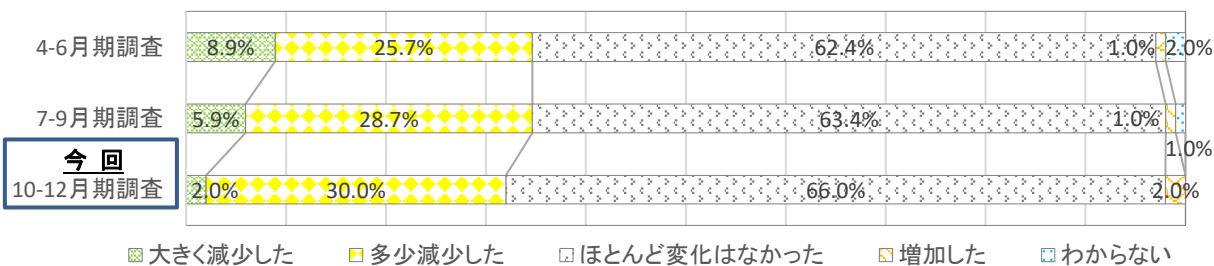 4-6月期調査 8.9% 25.7% 62.4% 1.0% 2.0%
7-9月期調査 5.9% 28.7% 63.4% 1.0%
1.0%
今 回
10-12月期調査 2.0% 30.0% 66.0% 2.0%
大きく減少した 多少減少した ほとんど変化はなかった 増加した わからない